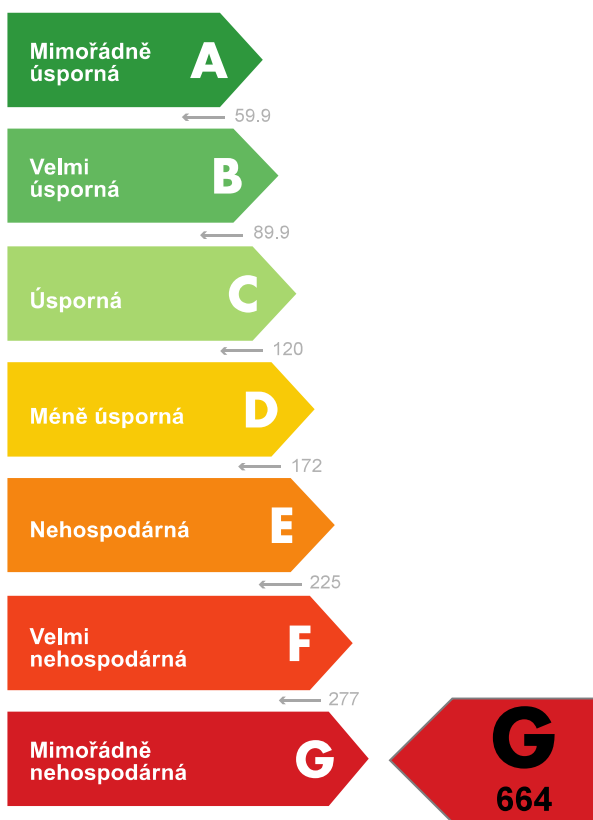 Mimořádně
úsporná
A
59.9
Velmi
úsporná
B
89.9
Úsporná
C
120
Méně úsporná
D
172
Nehospodárná
E
225
Velmi
nehospodárná
F
277
Mimořádně
nehospodárná
G
G
664